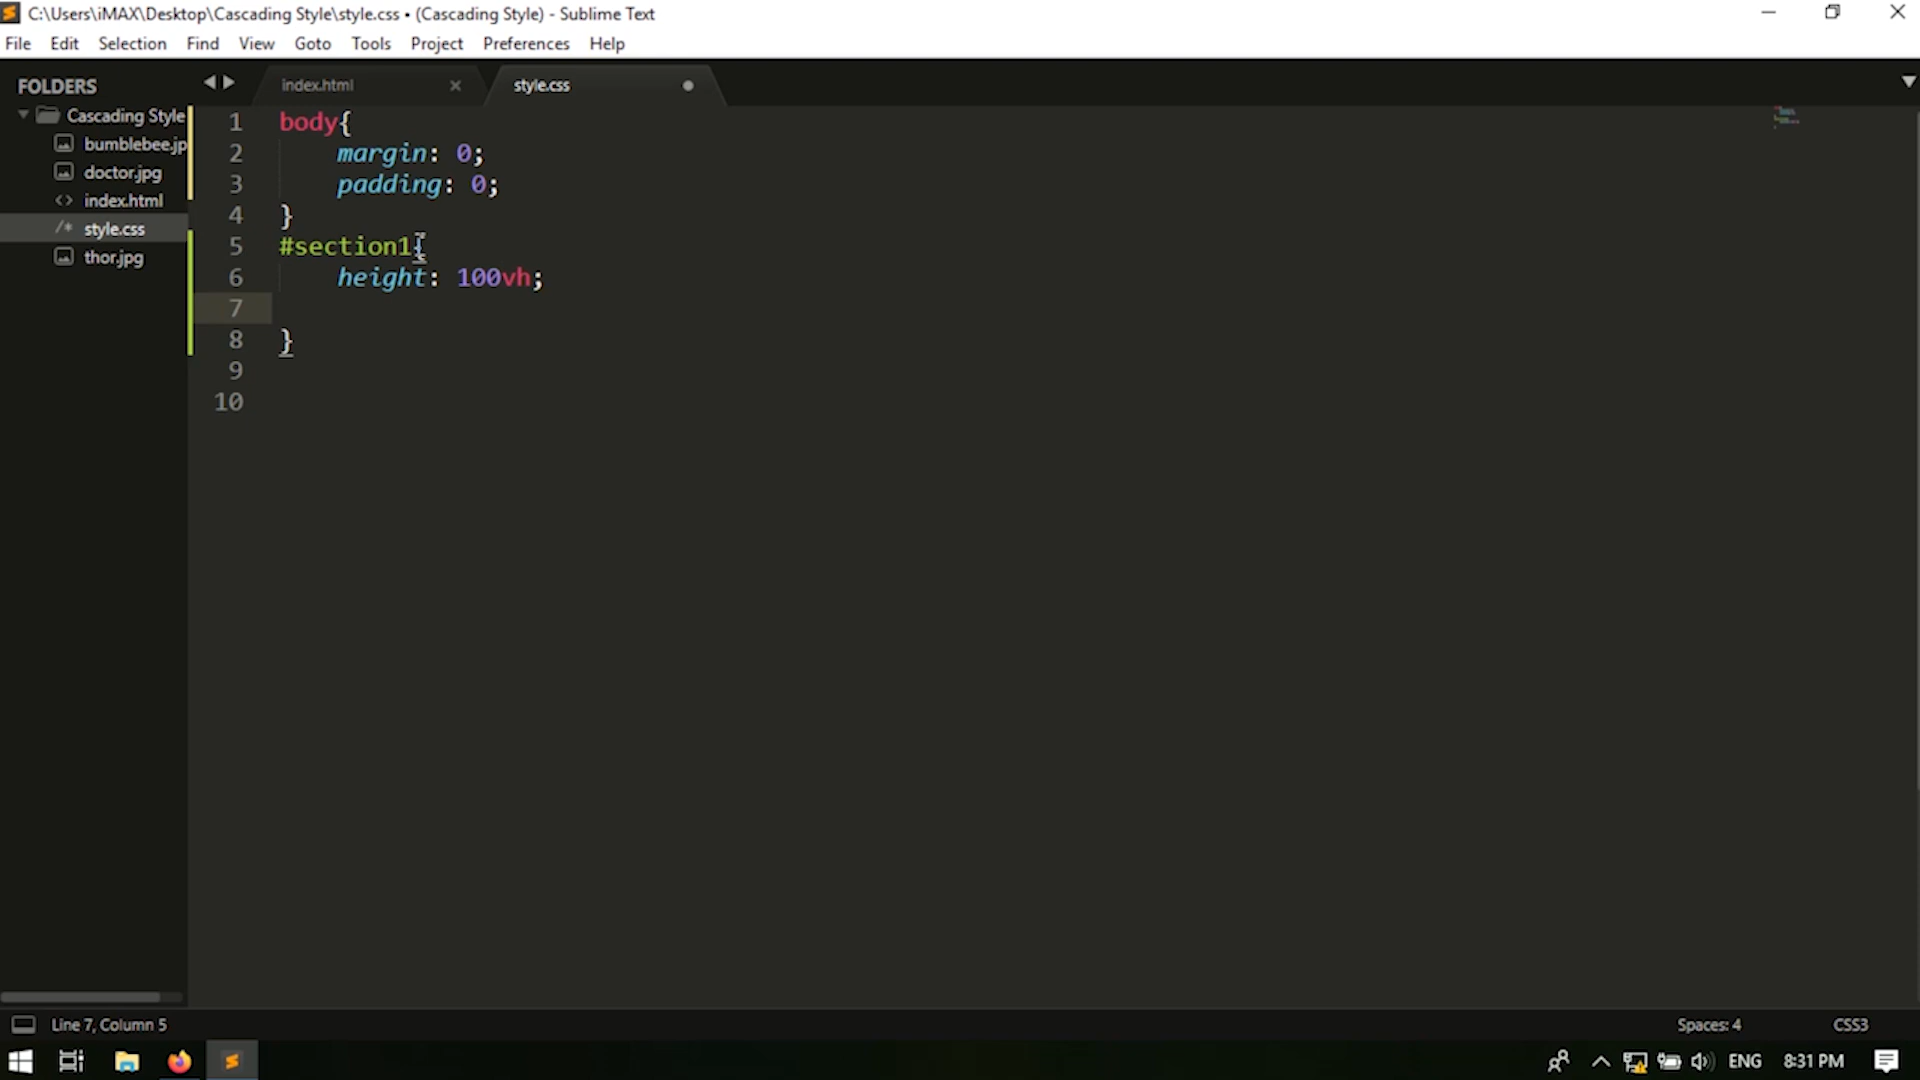 C:\Users\iMAX\Desktop\Cascading Style\style.css • (Cascading Style) - Sublime Text
File Edit Selection Find View Goto Tools Project Preferences Help
FOLDERS
Cascading Style
bumblebee.jp
doctor.jpg
index.html
/* style.css
thor.jpg
index.html
style.css
1 body{
2 margin: 0;
3 padding: 0;
4 }
5 #section1{
6 height: 100vh;
7
8 }
9
10
Line 7, Column 5
Spaces: 4
CSS3
ENG
8:31 PM